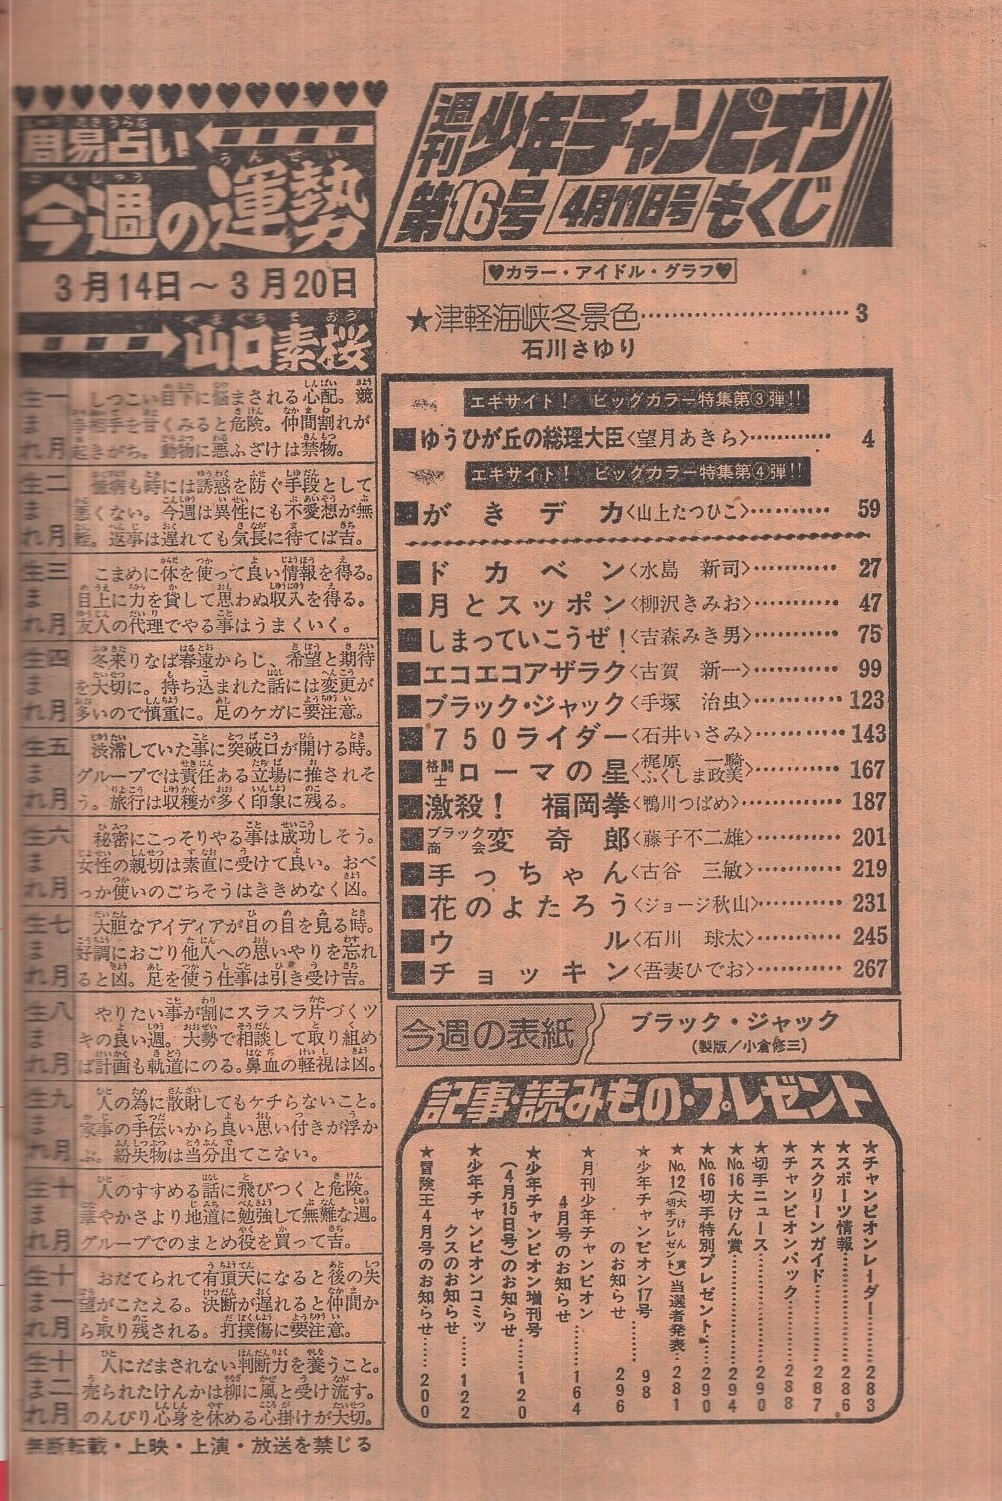 週刊少年チャンピオン
第16号 4月11日号 もくじ
♥カラー・アイドル・グラフ♥
★津軽海峡冬景色……………………3
石川さゆり
エキサイト! ビッグカラー特集第③弾!!
■ゆうひが丘の総理大臣〈望月あきら〉…………4
エキサイト! ビッグカラー特集第④弾!!
■がきデカ〈山上たつひこ〉…………59
■ドカベン〈水島 新司〉…………27
■月とスッポン〈柳沢きみお〉…………47
■しまっていこうぜ!〈吉森みき男〉…………75
■エコエコアザラク〈古賀 新一〉…………99
■ブラック・ジャック〈手塚 治虫〉…………123
■750ライダー〈石井いさみ〉…………143
■格闘士ローマの星〈梶原 一騎 ふくしま政美〉…………167
■激殺! 福岡拳〈鴨川つばめ〉…………187
■ブラック商会変奇郎〈藤子不二雄〉…………201
■手っちゃん〈古谷 三敏〉…………219
■花のよたろう〈ジョージ秋山〉…………231
■ウル〈石川 球太〉…………245
■チョッキン〈吾妻ひでお〉…………267
今週の表紙
ブラック・ジャック
(製版/小倉修三)
記事・読みもの・プレゼント
★チャンピオンレーダー………283
★スポーツ情報………286
★スクリーンガイド………287
★チャンピオンパック………288
★切手ニュース………290
★No.16大けん賞………294
★No.16切手特別プレゼント………290
★No.12(大けん賞 切手プレゼント)当選者発表…281
★少年チャンピオン17号……98
のお知らせ 296
★月刊少年チャンピオン
4月号のお知らせ……164
★少年チャンピオン増刊号
(4月15日号)のお知らせ……120
★少年チャンピオンコミッ
クスのお知らせ……122
★冒険王4月号のお知らせ……200
周易占い
今週の運勢
3月14日〜3月20日
山口素桜
月生まれ
つこい目下に悩まされる心配。競
争相手を甘くみると危険。仲間割れが
起きがち。動物に悪ふざけは禁物。
二月生まれ
仮病も時には誘惑を防ぐ手段として
悪くない。今週は異性にも不愛想が無
難。返事は遅れても気長に待てば吉。
三月生まれ
こまめに体を使って良い情報を得る。
目上に力を貸して思わぬ収入を得る。
友人の代理でやる事はうまくいく。
四月生まれ
冬来りなば春遠からじ、希望と期待
を大切に。持ち込まれた話には変更が
多いので慎重に。足のケガに要注意。
五月生まれ
渋滞していた事に突破口が開ける時。
グループでは責任ある立場に推されそ
う。旅行は収穫が多く印象に残る。
六月生まれ
秘密にこっそりやる事は成功しそう。
女性の親切は素直に受けて良い。おべ
っか使いのごちそうはききめなく凶。
七月生まれ
大胆なアイディアが日の目を見る時。
好調におごり他人への思いやりを忘れ
ると凶。足を使う仕事は引き受け吉。
八月生まれ
やりたい事が割にスラスラ片づくツ
キの良い週。大勢で相談して取り組め
ば計画も軌道にのる。鼻血の軽視は凶。
九月生まれ
人の為に散財してもケチらないこと。
家事の手伝いから良い思い付きが浮か
ぶ。紛失物は当分出てこない。
十月生まれ
人のすすめる話に飛びつくと危険。
華やかさより地道に勉強して無難な週。
グループでのまとめ役を買って吉。
十一月生まれ
おだてられて有頂天になると後の失
望がこたえる。決断が遅れると仲間か
ら取り残される。打撲傷に要注意。
十二月生まれ
人にだまされない判断力を養うこと。
売られたけんかは柳に風と受け流す。
のんびり心身を休める心掛けが大切。
無断転載・上映・上演・放送を禁じる